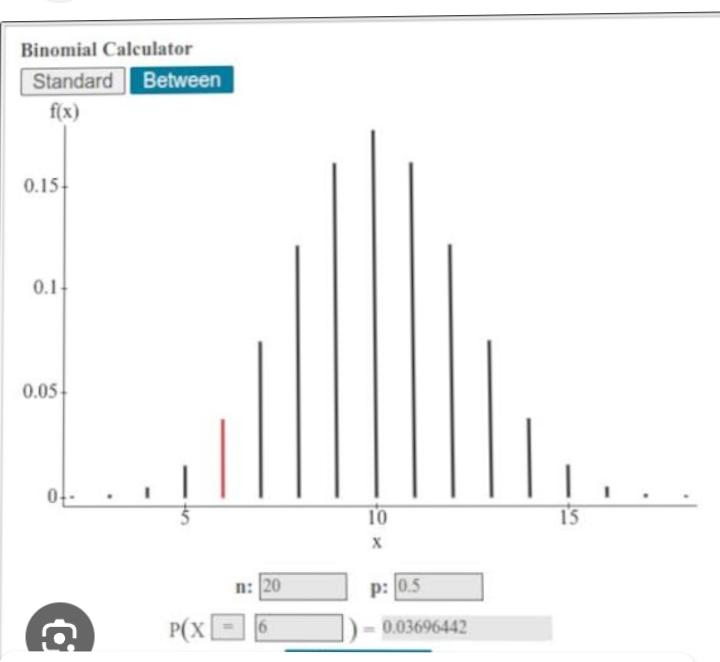 Binomial Calculator
Standard Between
f(x)
0.15
0.1
0.05
0
5 10 15
x
n: 20 p: 0.5
P(X = 6 ) = 0.03696442